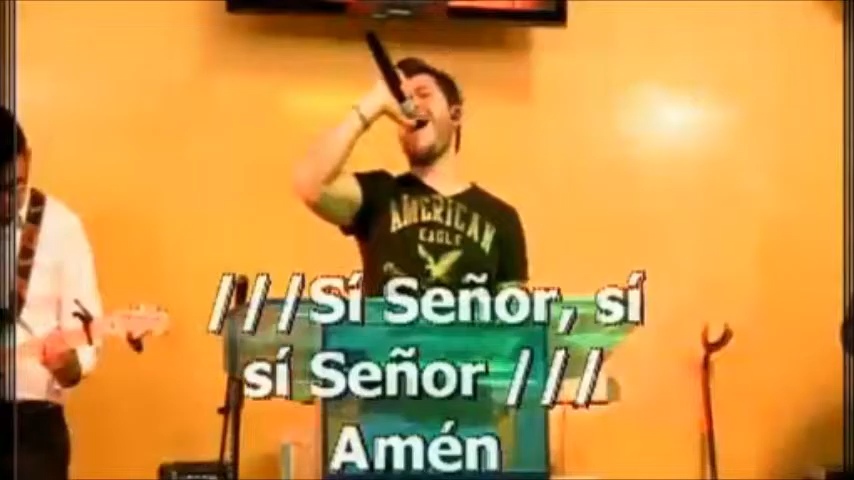 AMERICAN
EAGLE
///Sí Señor, sí
sí Señor ///
Amén